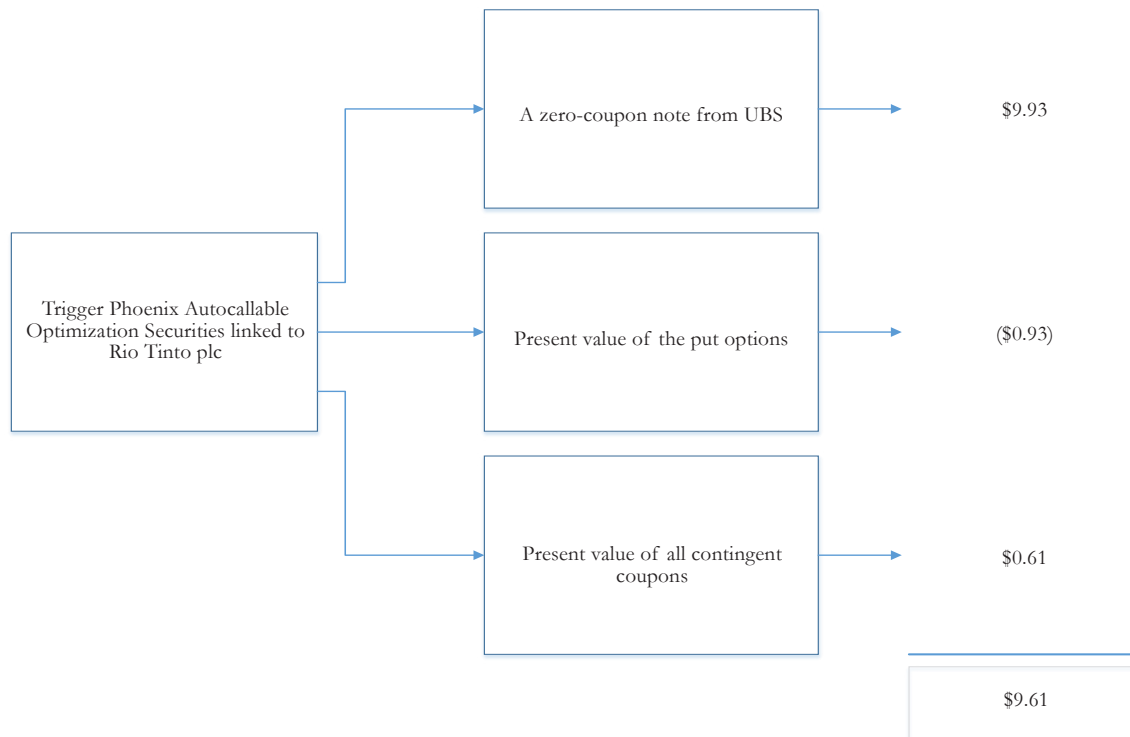 A zero-coupon note from UBS
$9.93
Trigger Phoenix Autocallable
Optimization Securities linked to
Rio Tinto plc
Present value of the put options
($0.93)
Present value of all contingent
coupons
$0.61
$9.61